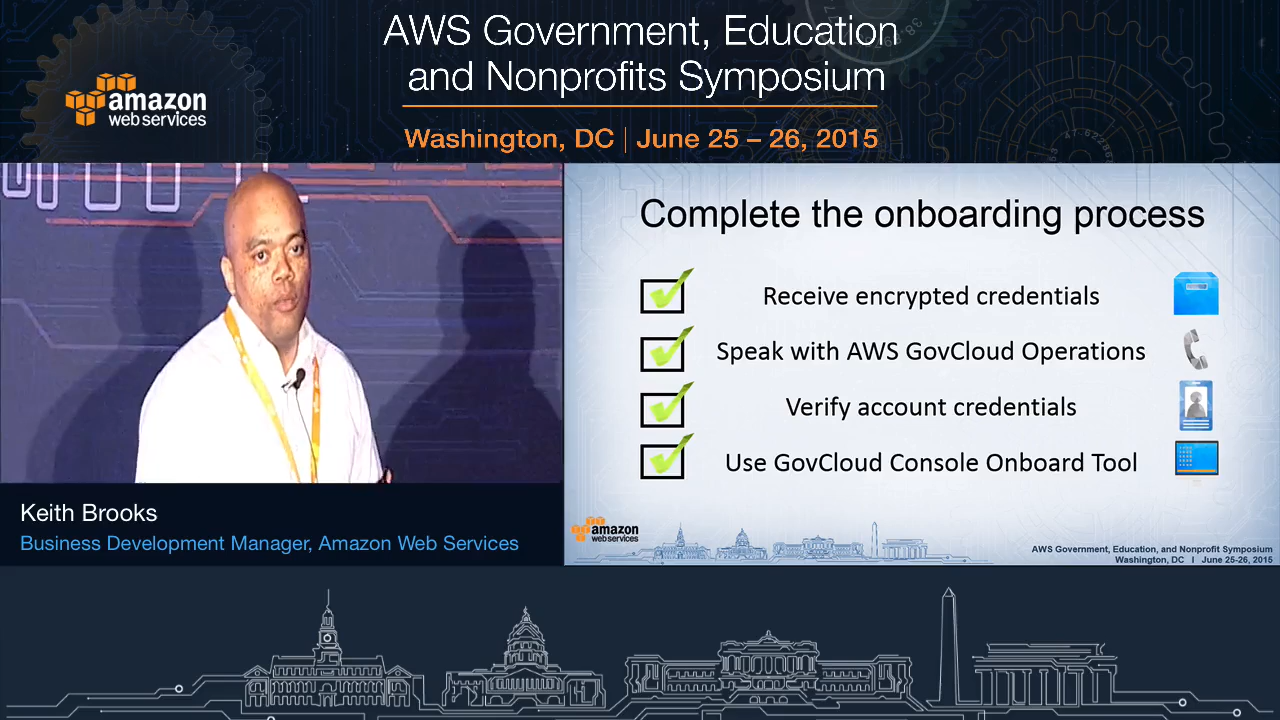 AWS Government, Education
and Nonprofits Symposium
Washington, DC | June 25 – 26, 2015
amazon
web services
Complete the onboarding process
Receive encrypted credentials
Speak with AWS GovCloud Operations
Verify account credentials
Use GovCloud Console Onboard Tool
amazon
web services
AWS Government, Education, and Nonprofit Symposium
Washington, DC I June 25-26, 2015
Keith Brooks
Business Development Manager, Amazon Web Services